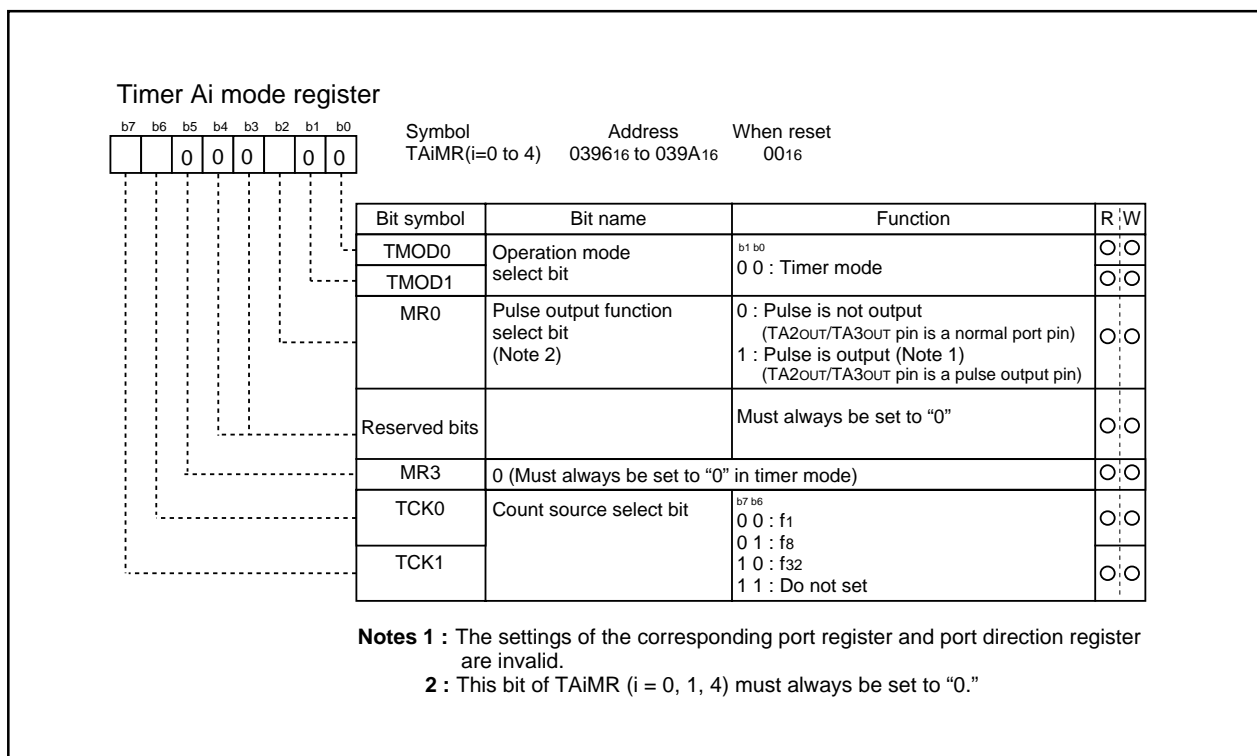 Timer Ai mode register
b7 b6 b5 b4 b3 b2 b1 b0
0 0 0 0 0
Symbol Address When reset
TAiMR(i=0 to 4) 039616 to 039A16 0016
Bit symbol Bit name Function R W
TMOD0
TMOD1
Operation mode
select bit
b1 b0
0 0 : Timer mode
MR0
Pulse output function
select bit
(Note 2)
0 : Pulse is not output
(TA2OUT/TA3OUT pin is a normal port pin)
1 : Pulse is output (Note 1)
(TA2OUT/TA3OUT pin is a pulse output pin)
Reserved bits
Must always be set to “0”
MR3
0 (Must always be set to “0” in timer mode)
TCK0
TCK1
Count source select bit
b7 b6
0 0 : f1
0 1 : f8
1 0 : f32
1 1 : Do not set
Notes 1 : The settings of the corresponding port register and port direction register
are invalid.
2 : This bit of TAiMR (i = 0, 1, 4) must always be set to “0.”